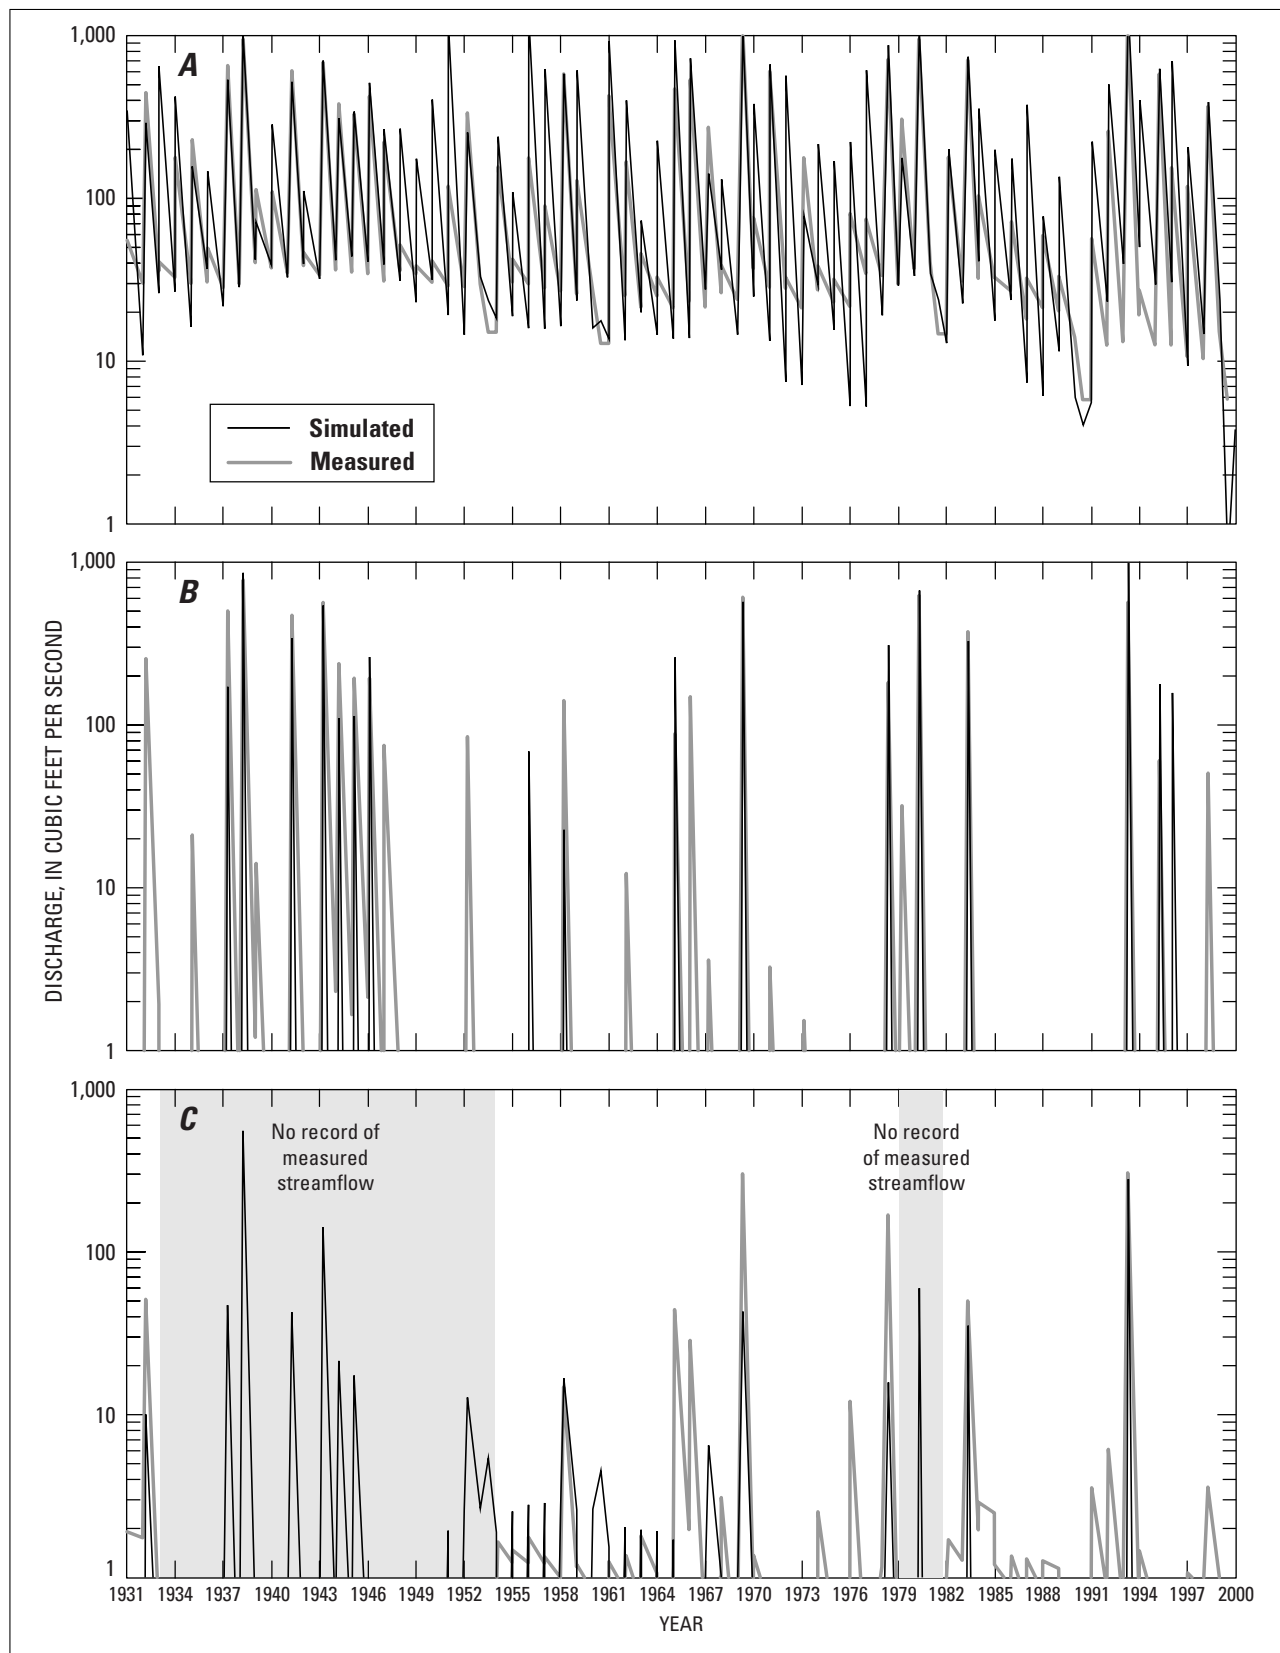 DISCHARGE, IN CUBIC FEET PER SECOND
A
1,000
100
10
1
Simulated
Measured
B
1,000
100
10
1
C
1,000
100
10
1
No record of
measured
streamflow
No record
of measured
streamflow
1931 1934 1937 1940 1943 1946 1949 1952 1955 1958 1961 1964 1967 1970 1973 1976 1979 1982 1985 1988 1991 1994 1997 2000
YEAR